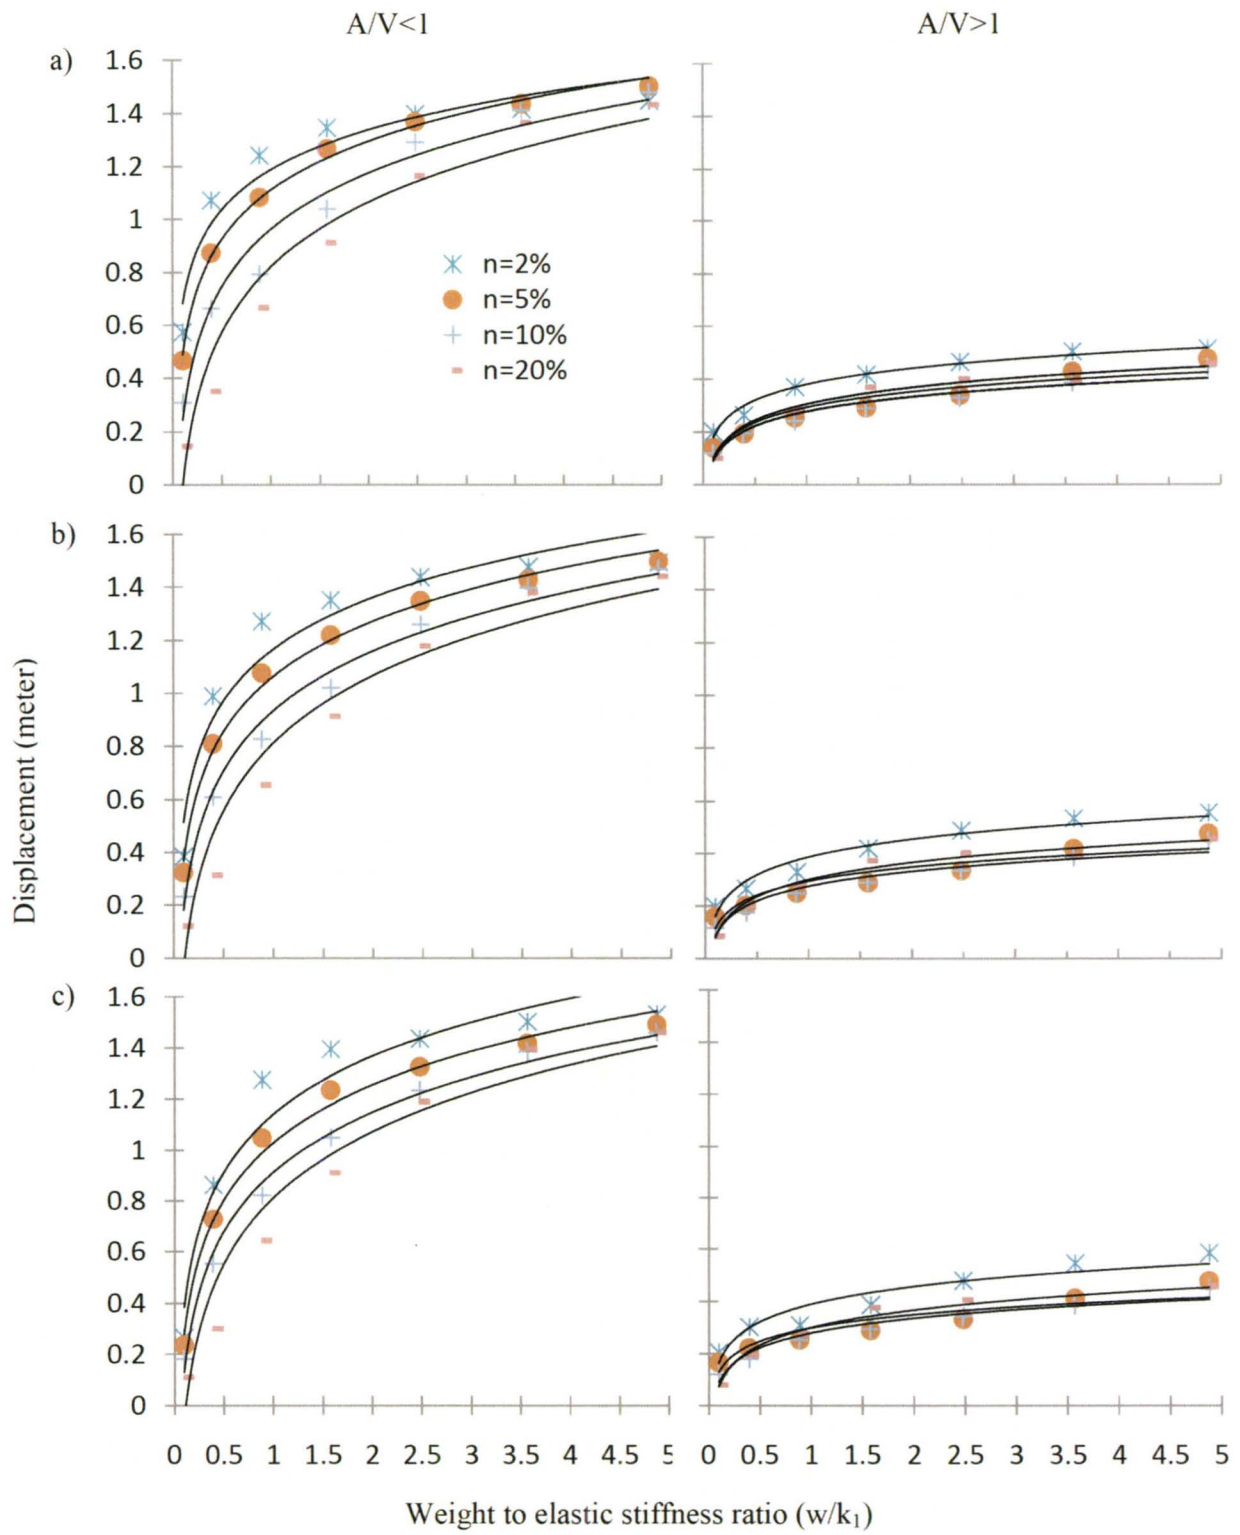 A/V<1
A/V>1
a)
1.6
1.4
1.2
1
0.8
0.6
0.4
0.2
0
n=2%
n=5%
n=10%
n=20%
b)
1.6
1.4
1.2
1
0.8
0.6
0.4
0.2
0
Displacement (meter)
c)
1.6
1.4
1.2
1
0.8
0.6
0.4
0.2
0
0 0.5 1 1.5 2 2.5 3 3.5 4 4.5 5
0 0.5 1 1.5 2 2.5 3 3.5 4 4.5 5
Weight to elastic stiffness ratio (w/k₁)